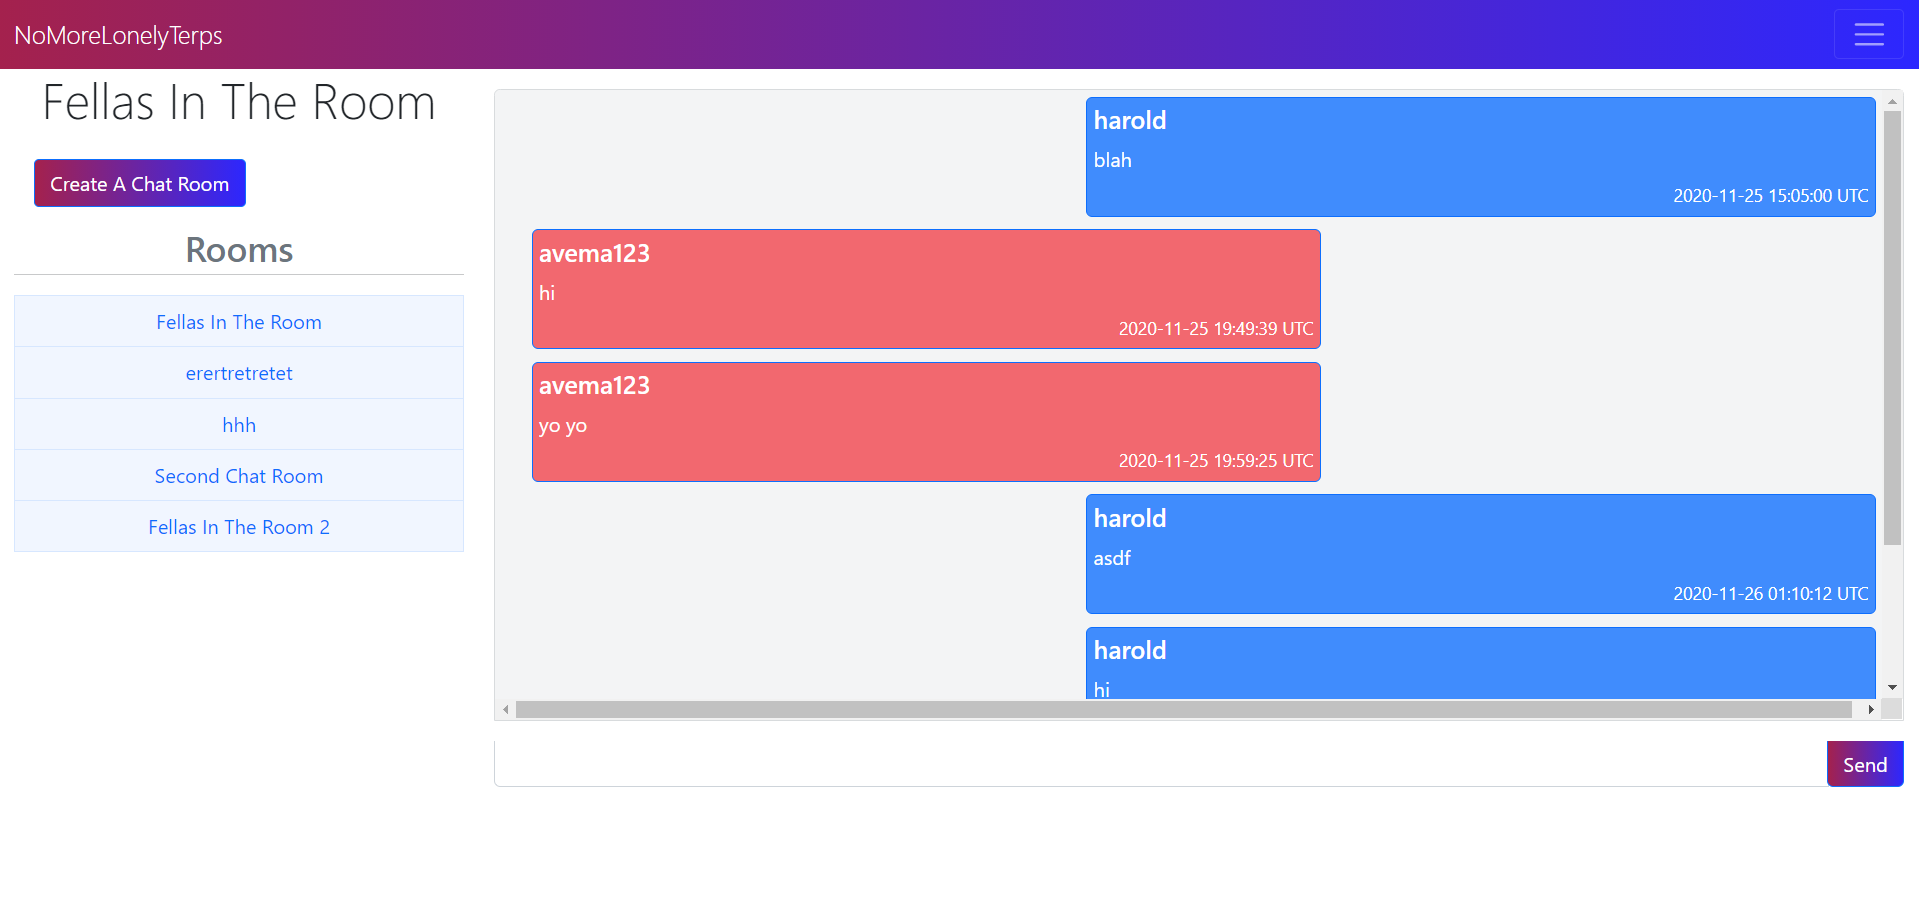 NoMoreLonelyTerps
Fellas In The Room
Create A Chat Room
Rooms
Fellas In The Room
erertretretet
hhh
Second Chat Room
Fellas In The Room 2
harold
blah
2020-11-25 15:05:00 UTC
avema123
hi
2020-11-25 19:49:39 UTC
avema123
yo yo
2020-11-25 19:59:25 UTC
harold
asdf
2020-11-26 01:10:12 UTC
harold
hi
Send